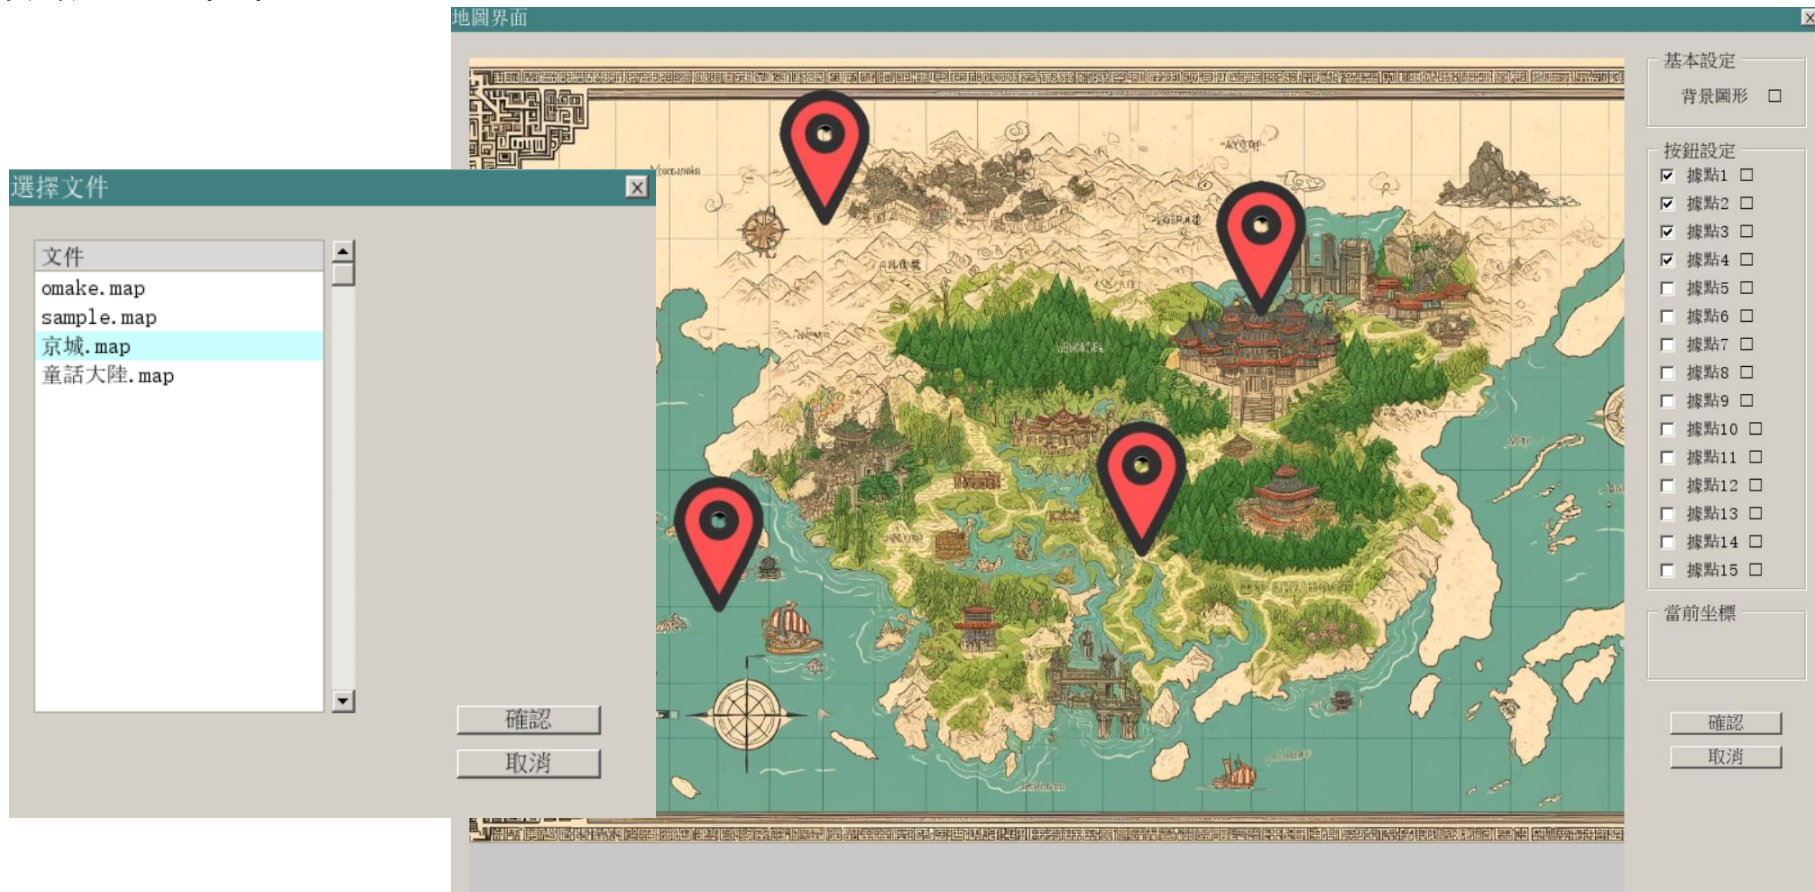 地圖界面
基本設定
背景圖形
按鈕設定
據點1
據點2
據點3
據點4
據點5
據點6
據點7
據點8
據點9
據點10
據點11
據點12
據點13
據點14
據點15
當前坐標
確認
取消
選擇文件
文件
omake.map
sample.map
京城.map
童話大陸.map
確認
取消